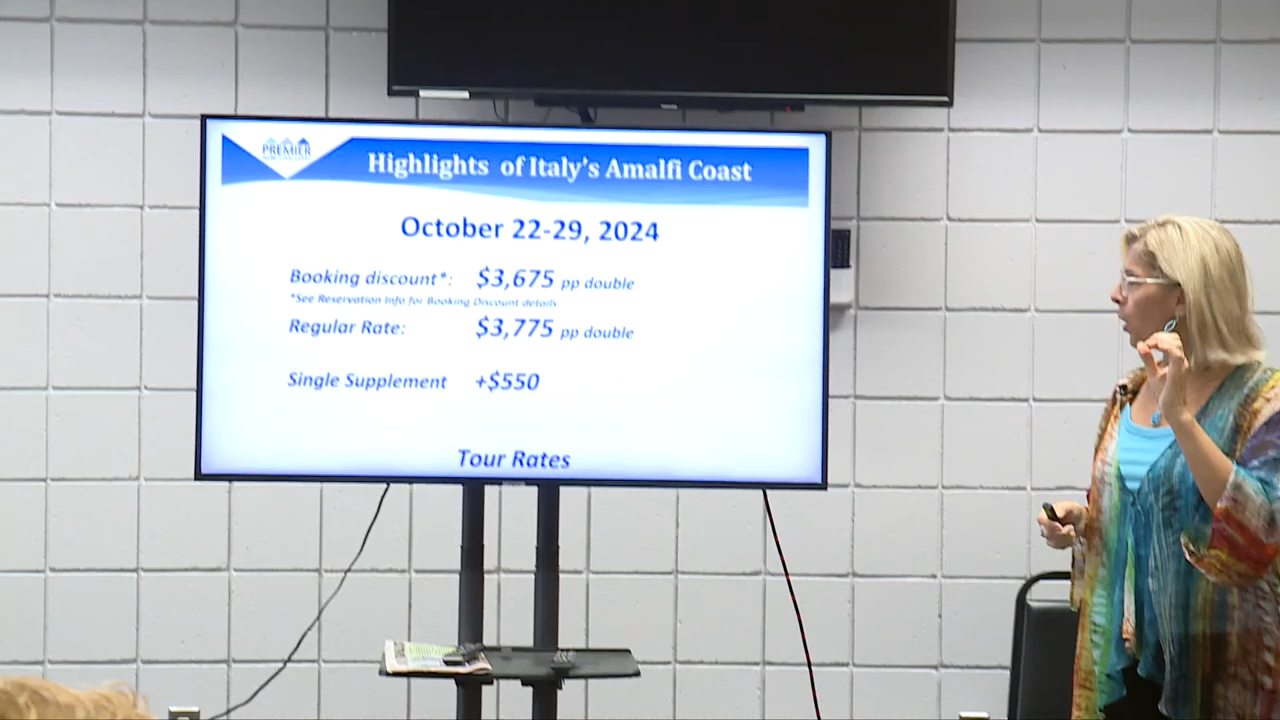 PREMIER
Highlights of Italy's Amalfi Coast
October 22-29, 2024
Booking discount*: $3,675 pp double
*See Reservation Info for Booking Discount details
Regular Rate: $3,775 pp double
Single Supplement +$550
Tour Rates